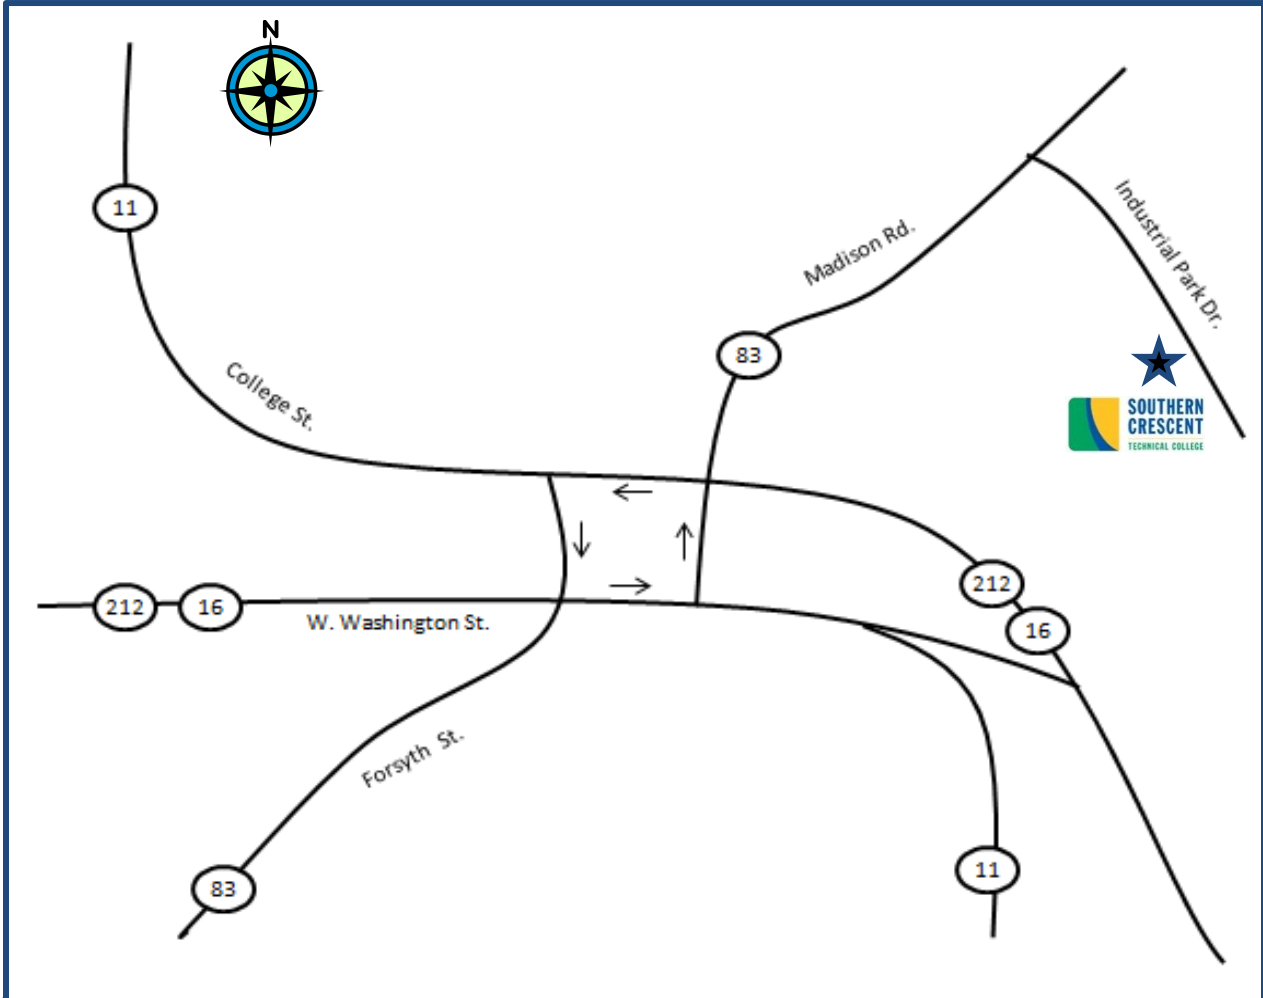 N
11
Industrial Park Dr.
Madison Rd.
83
College St.
SOUTHERN
CRESCENT
TECHNICAL COLLEGE
212
16
212
16
W. Washington St.
Forsyth St.
83
11